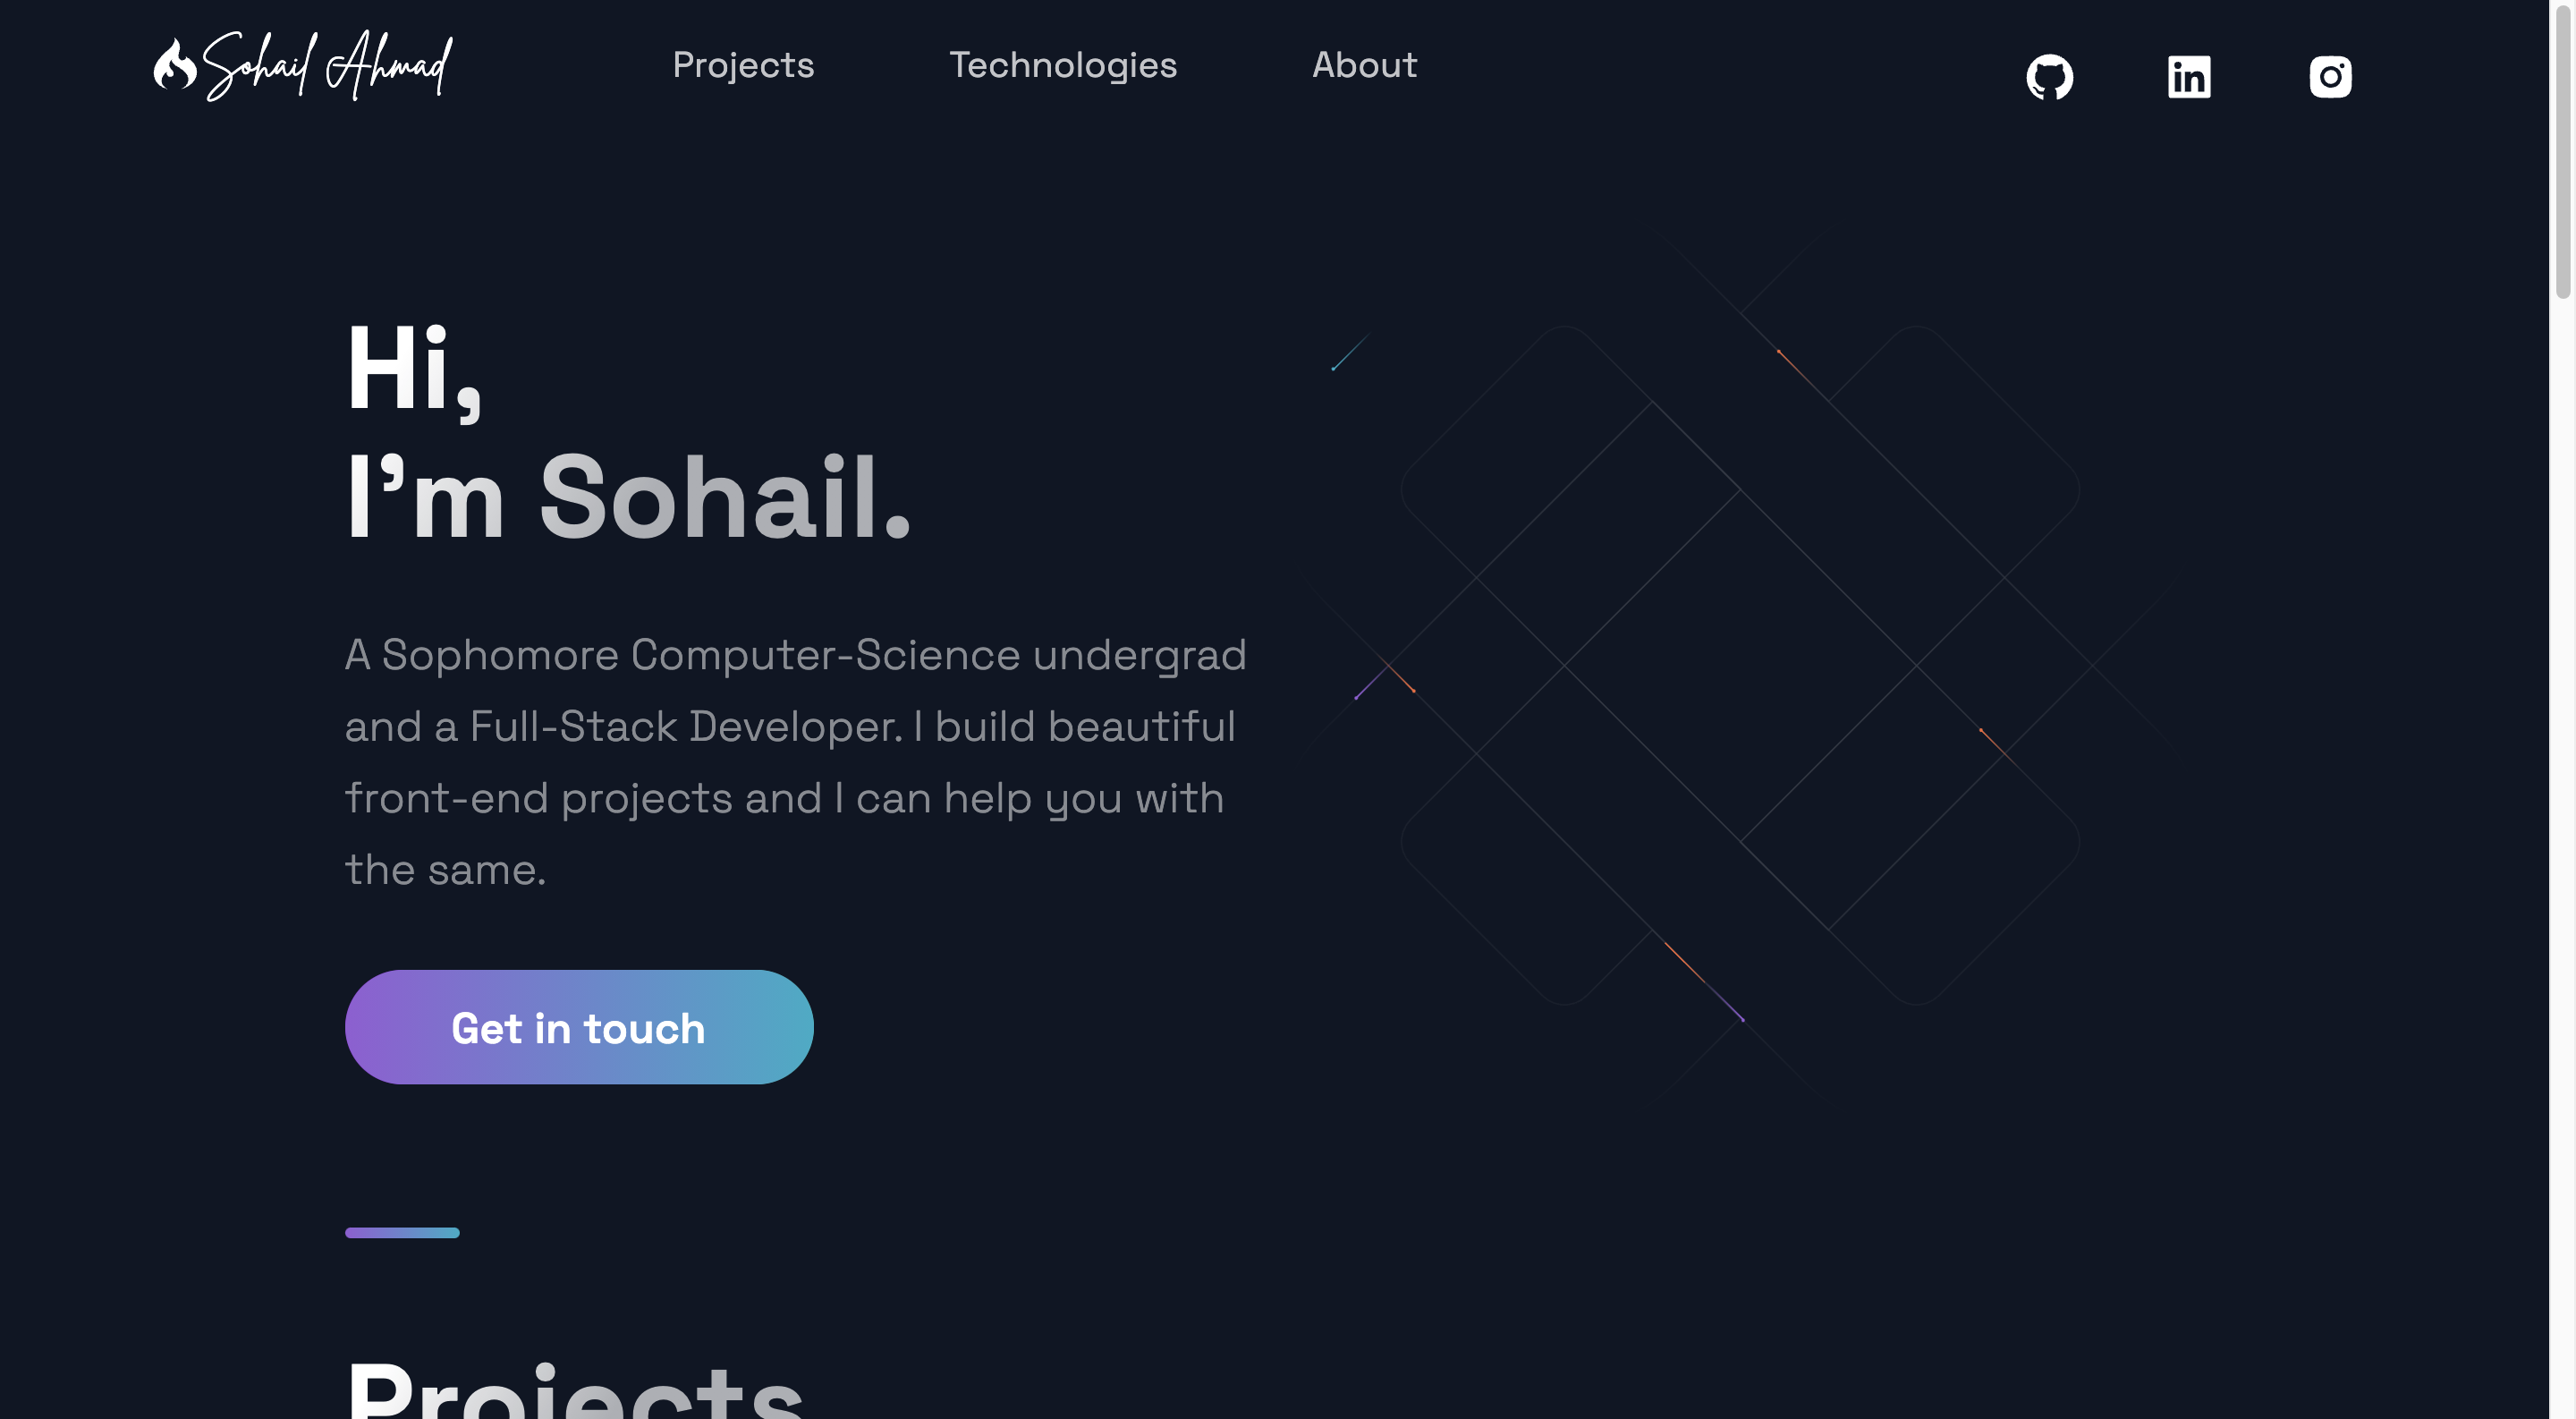 Sohail Ahmad
Projects
Technologies
About
Hi,
I'm Sohail.
A Sophomore Computer-Science undergrad
and a Full-Stack Developer. I build beautiful
front-end projects and I can help you with
the same.
Get in touch
Projects